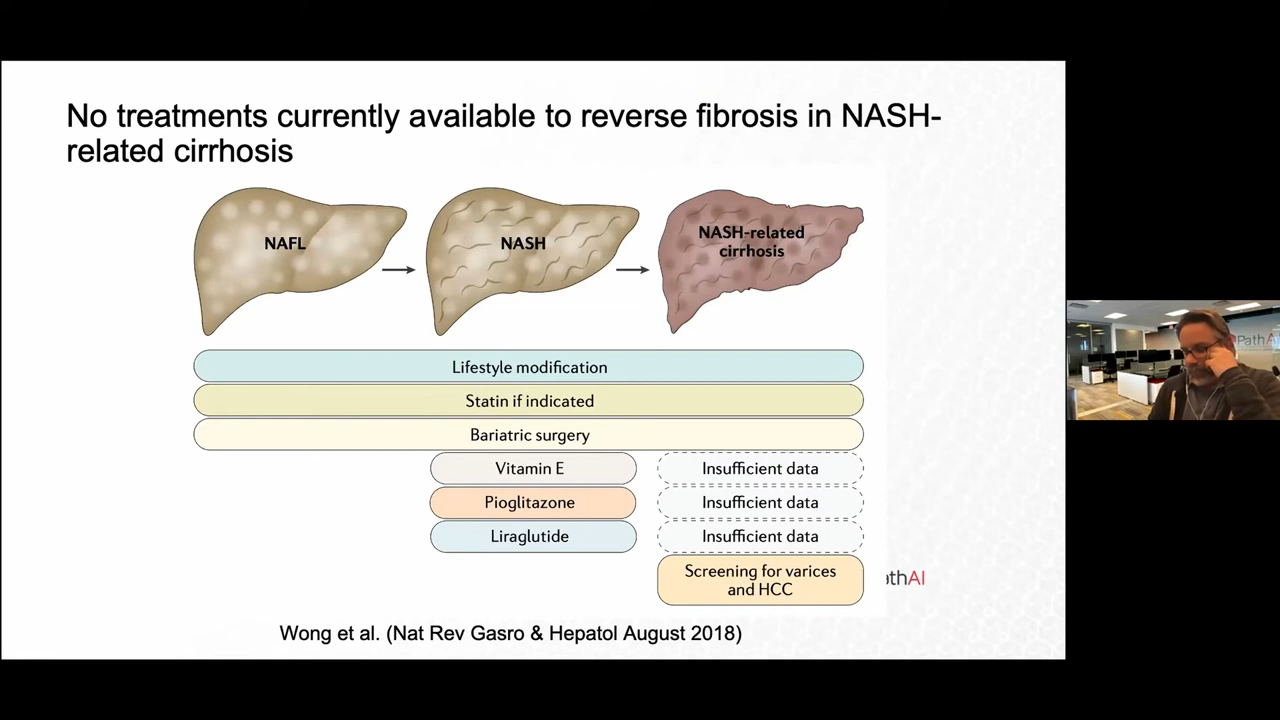 No treatments currently available to reverse fibrosis in NASH-
related cirrhosis
NAFL
NASH
NASH-related
cirrhosis
Lifestyle modification
Statin if indicated
Bariatric surgery
Vitamin E
Insufficient data
Pioglitazone
Insufficient data
Liraglutide
Insufficient data
Screening for varices
and HCC
athAI
Wong et al. (Nat Rev Gasro & Hepatol August 2018)
PathAI